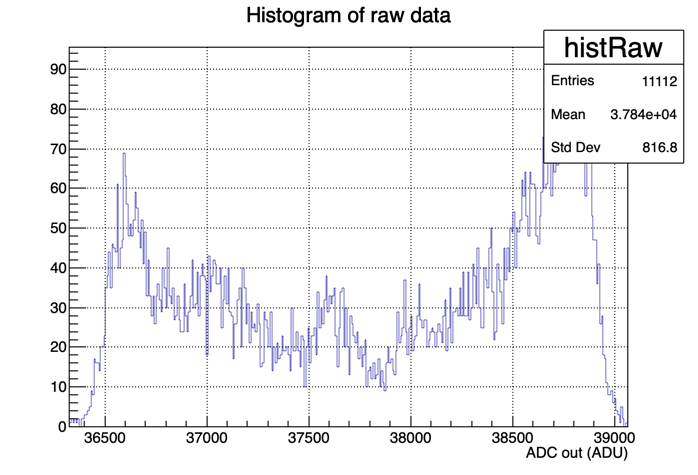 Histogram of raw data
histRaw
Entries 11112
Mean 3.784e+04
Std Dev 816.8
90
80
70
60
50
40
30
20
10
0
36500 37000 37500 38000 38500 39000
ADC out (ADU)